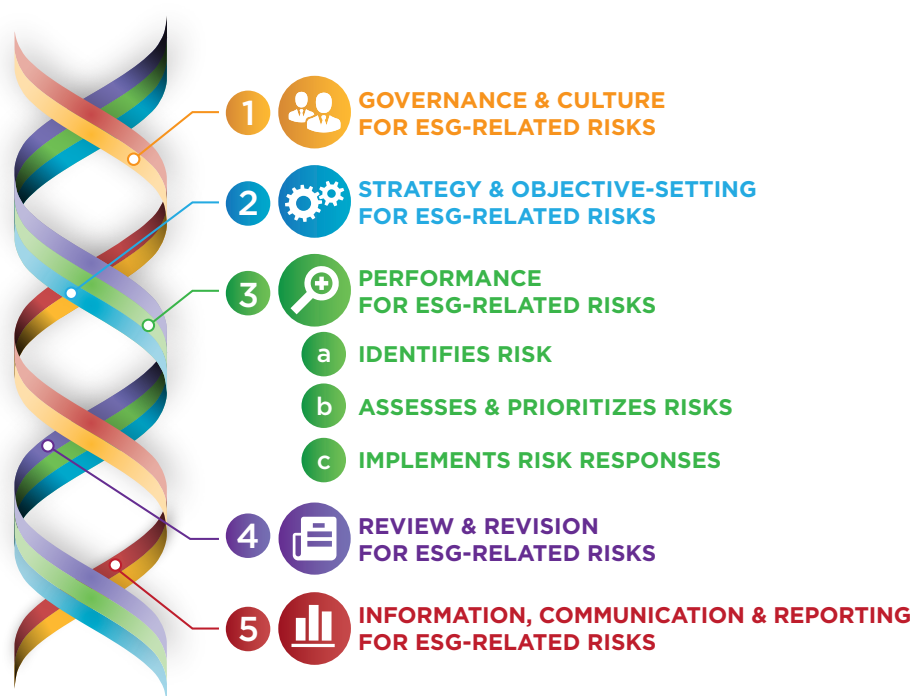 1
GOVERNANCE & CULTURE
FOR ESG-RELATED RISKS
2
STRATEGY & OBJECTIVE-SETTING
FOR ESG-RELATED RISKS
3
PERFORMANCE
FOR ESG-RELATED RISKS
a IDENTIFIES RISK
b ASSESSES & PRIORITIZES RISKS
c IMPLEMENTS RISK RESPONSES
4
REVIEW & REVISION
FOR ESG-RELATED RISKS
5
INFORMATION, COMMUNICATION & REPORTING
FOR ESG-RELATED RISKS